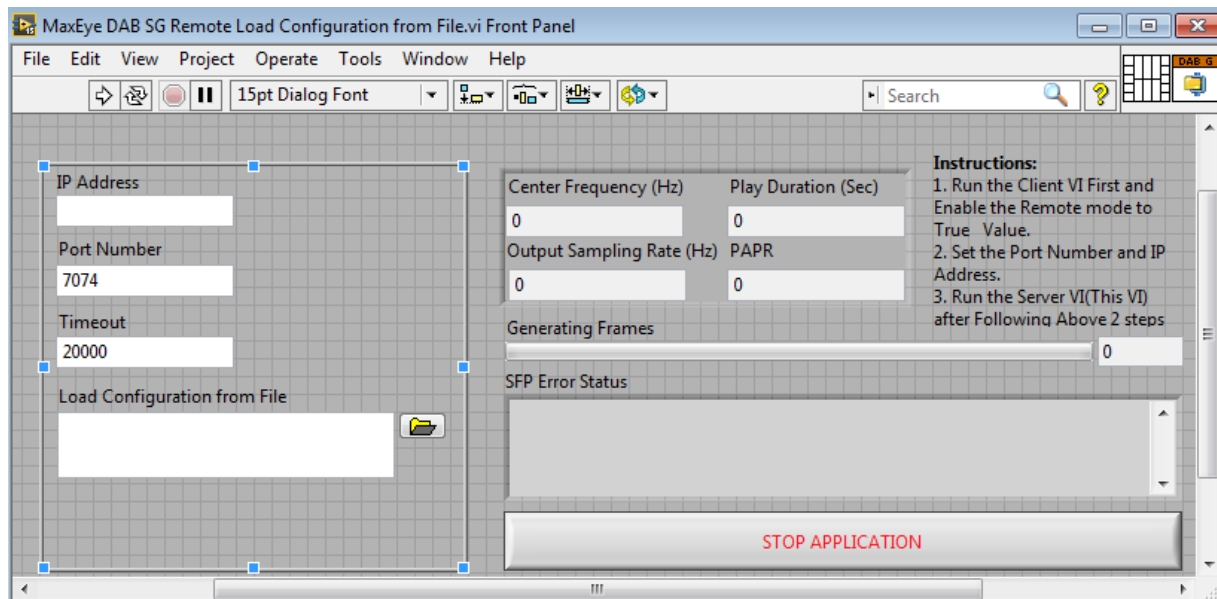 MaxEye DAB SG Remote Load Configuration from File.vi Front Panel
File Edit View Project Operate Tools Window Help
15pt Dialog Font
Search
DAB G
IP Address
Port Number
7074
Timeout
20000
Load Configuration from File
Center Frequency (Hz) Play Duration (Sec)
0 0
Output Sampling Rate (Hz) PAPR
0 0
Generating Frames
0
SFP Error Status
STOP APPLICATION
Instructions:
1. Run the Client VI First and
Enable the Remote mode to
True Value.
2. Set the Port Number and IP
Address.
3. Run the Server VI(This VI)
after Following Above 2 steps